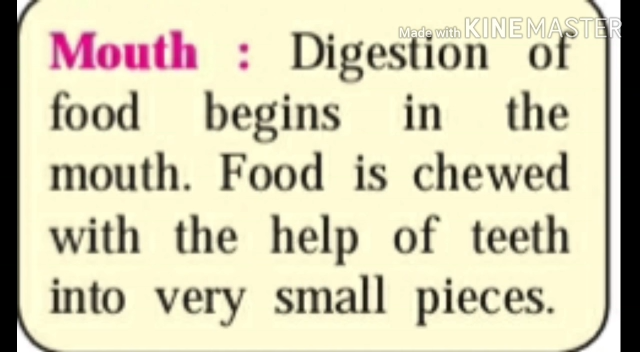 Made with KINEMASTER
Mouth : Digestion of
food begins in the
mouth. Food is chewed
with the help of teeth
into very small pieces.